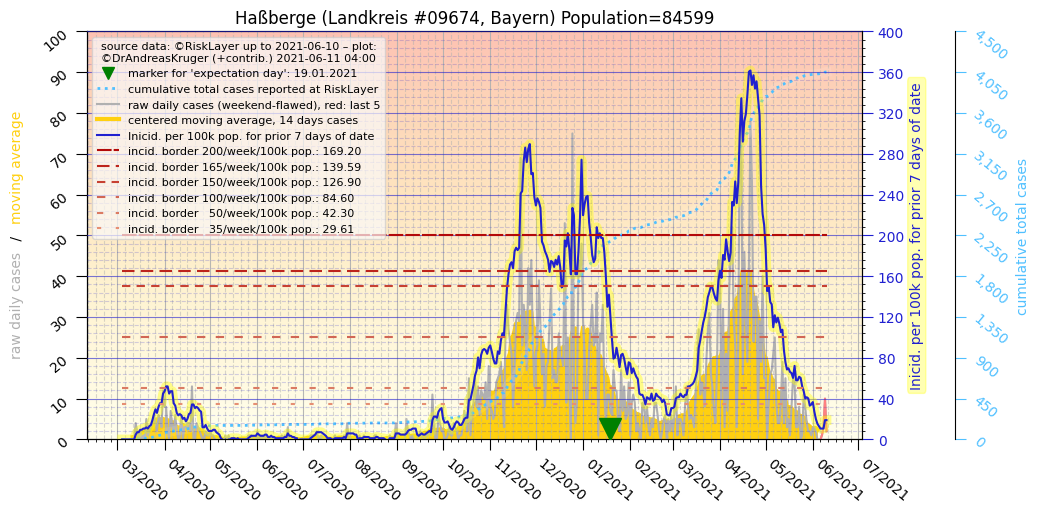 Haßberge (Landkreis #09674, Bayern) Population=84599
source data: ©RiskLayer up to 2021-06-10 – plot:
©DrAndreasKruger (+contrib.) 2021-06-11 04:00
marker for 'expectation day': 19.01.2021
cumulative total cases reported at RiskLayer
raw daily cases (weekend-flawed), red: last 5
centered moving average, 14 days cases
Inicid. per 100k pop. for prior 7 days of date
incid. border 200/week/100k pop.: 169.20
incid. border 165/week/100k pop.: 139.59
incid. border 150/week/100k pop.: 126.90
incid. border 100/week/100k pop.: 84.60
incid. border   50/week/100k pop.: 42.30
incid. border   35/week/100k pop.: 29.61
raw daily cases / moving average
100
90
80
70
60
50
40
30
20
10
0
400
360
320
280
240
200
160
120
80
40
0
Inicid. per 100k pop. for prior 7 days of date
4,500
4,050
3,600
3,150
2,700
2,250
1,800
1,350
900
450
0
cumulative total cases
03/2020
04/2020
05/2020
06/2020
07/2020
08/2020
09/2020
10/2020
11/2020
12/2020
01/2021
02/2021
03/2021
04/2021
05/2021
06/2021
07/2021